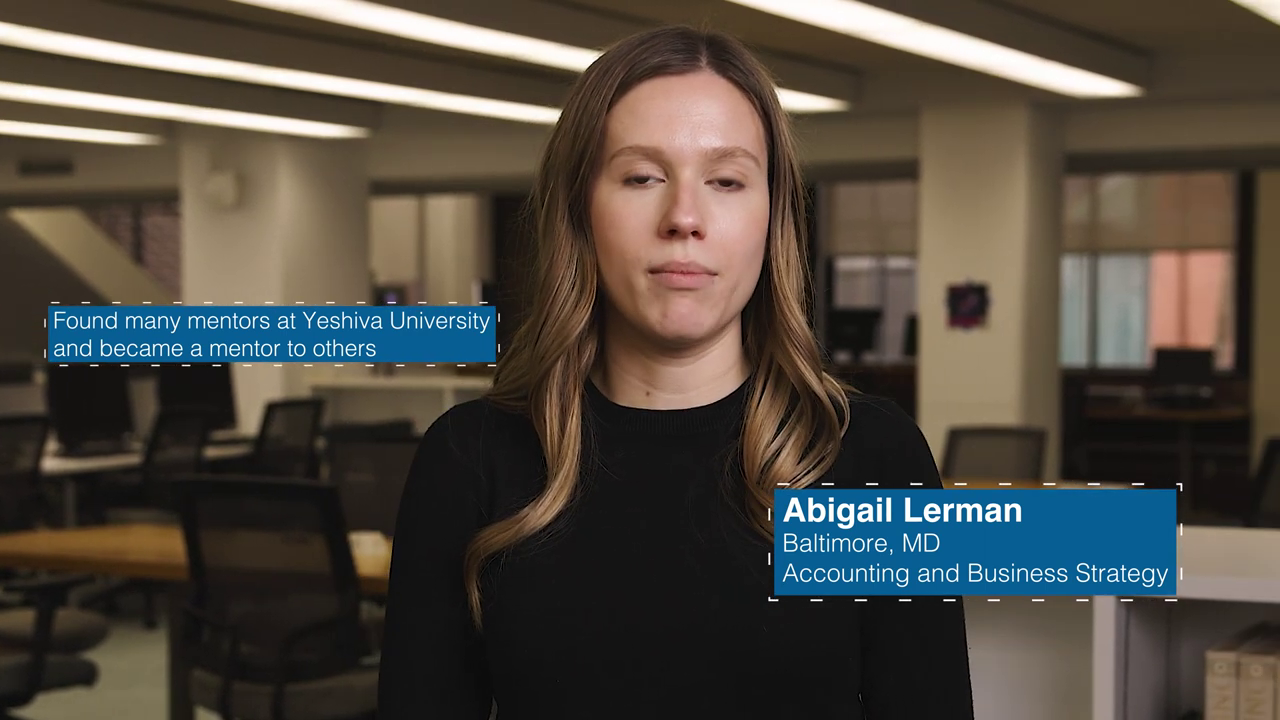 Found many mentors at Yeshiva University
and became a mentor to others
Abigail Lerman
Baltimore, MD
Accounting and Business Strategy